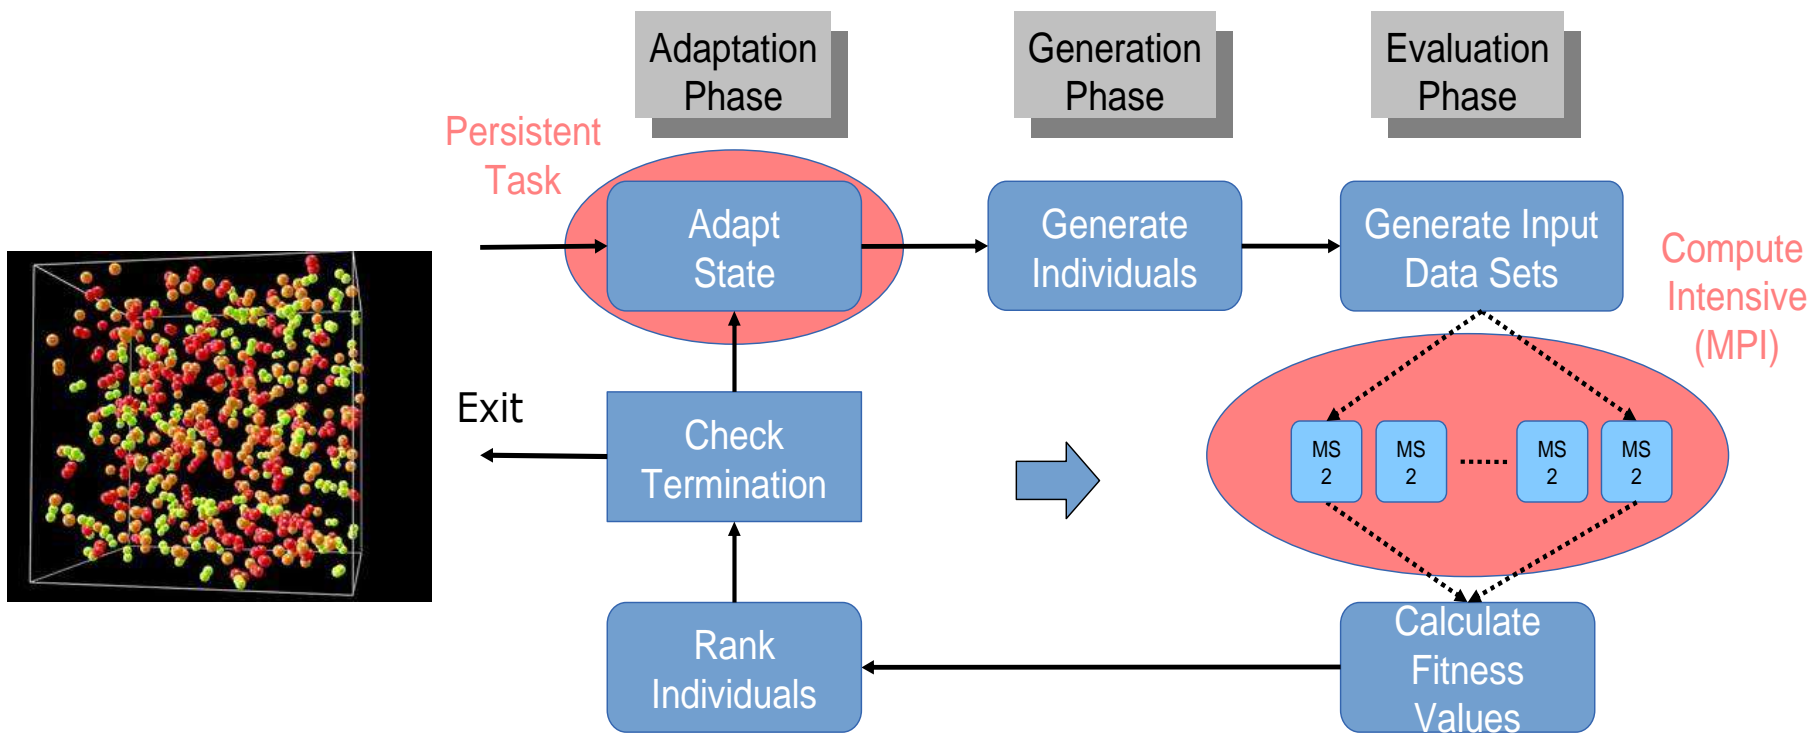 Adaptation
Phase
Generation
Phase
Evaluation
Phase
Persistent
Task
Adapt
State
Generate
Individuals
Generate Input
Data Sets
Compute
Intensive
(MPI)
Exit
Check
Termination
MS
2
MS
2
MS
2
MS
2
Rank
Individuals
Calculate
Fitness
Values